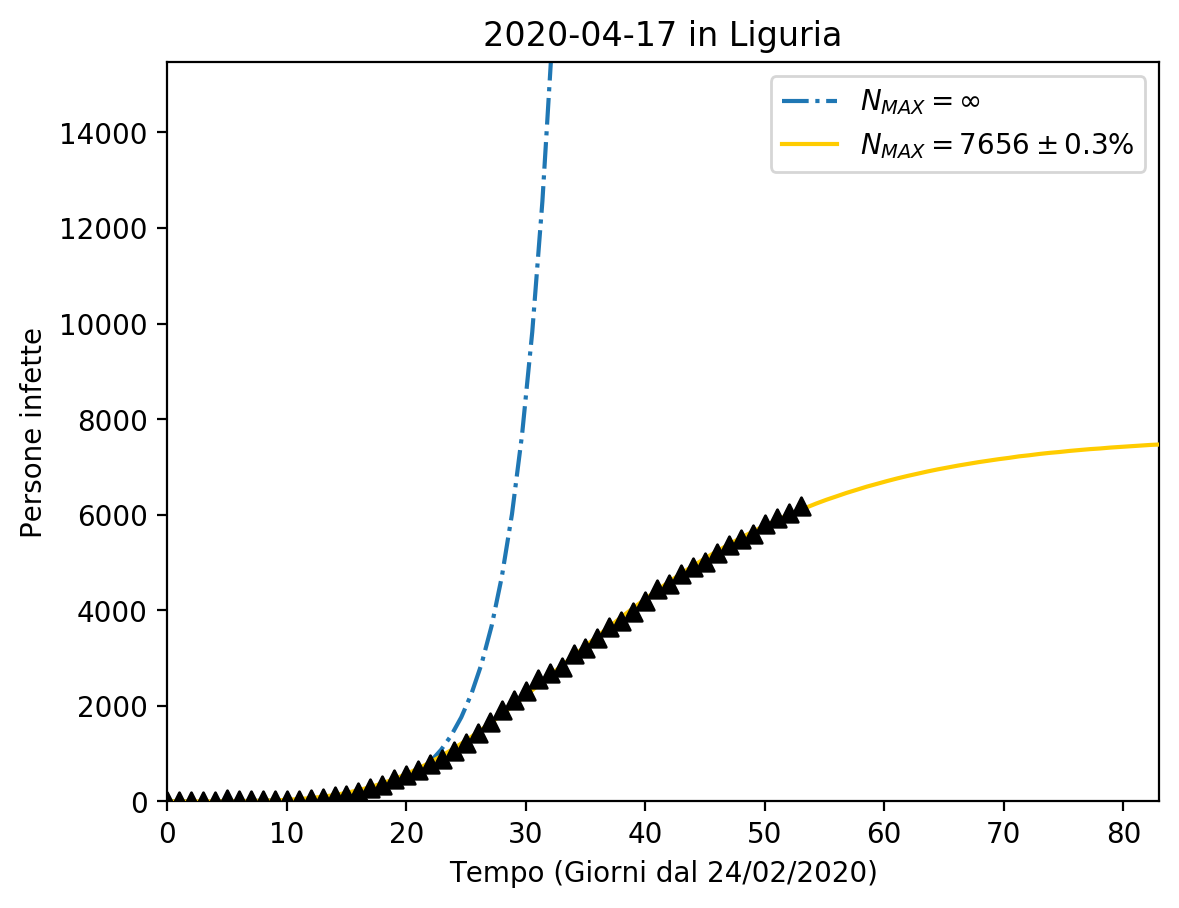 2020-04-17 in Liguria
N_MAX = ∞
N_MAX = 7656 ± 0.3%
Persone infette
14000
12000
10000
8000
6000
4000
2000
0
0 10 20 30 40 50 60 70 80
Tempo (Giorni dal 24/02/2020)